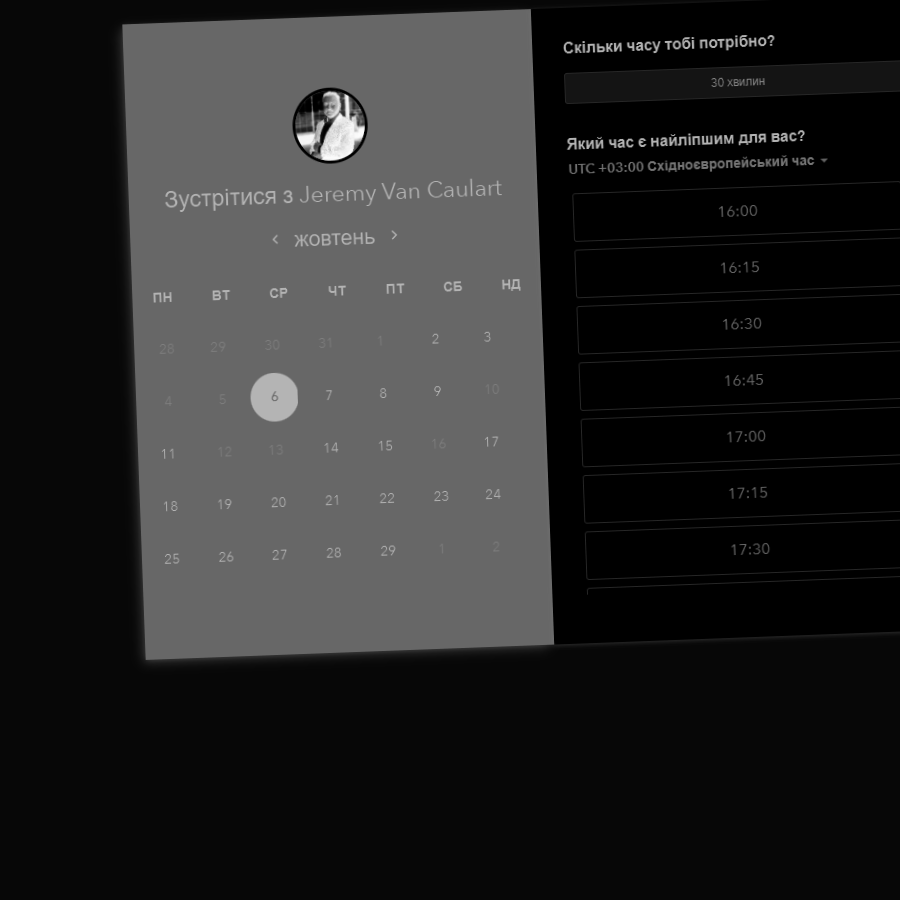 Зустрітися з Jeremy Van Caulart
жовтень
ПН ВТ СР ЧТ ПТ СБ НД
28 29 30 31 1 2 3
4 5 6 7 8 9 10
11 12 13 14 15 16 17
18 19 20 21 22 23 24
25 26 27 28 29 1 2
Скільки часу тобі потрібно?
30 хвилин
Який час є найліпшим для вас?
UTC +03:00 Східноєвропейський час
16:00
16:15
16:30
16:45
17:00
17:15
17:30